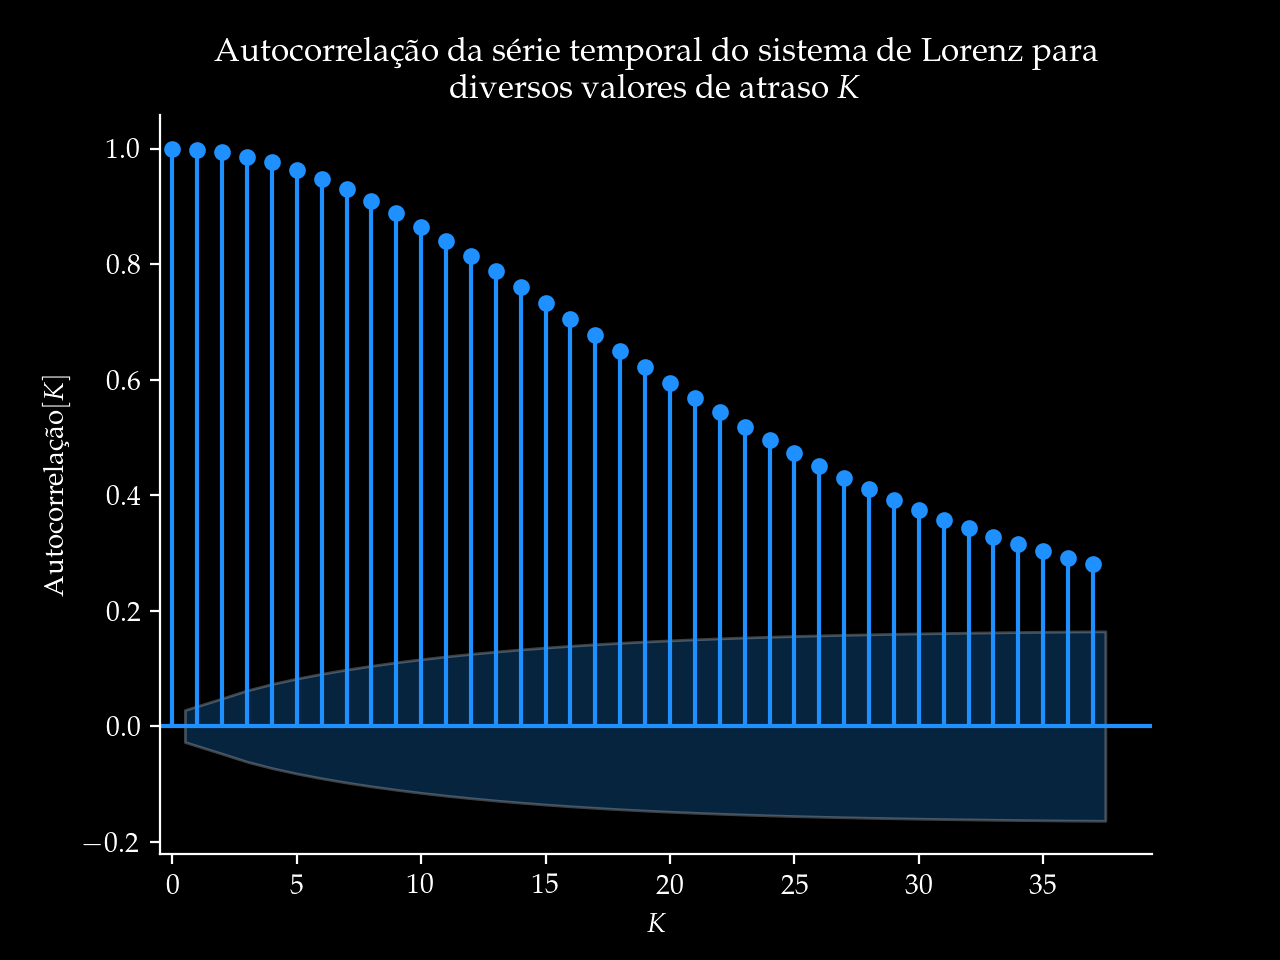 Autocorrelação da série temporal do sistema de Lorenz para
diversos valores de atraso K
Autocorrelação[K]
1.0
0.8
0.6
0.4
0.2
0.0
−0.2
0 5 10 15 20 25 30 35
K